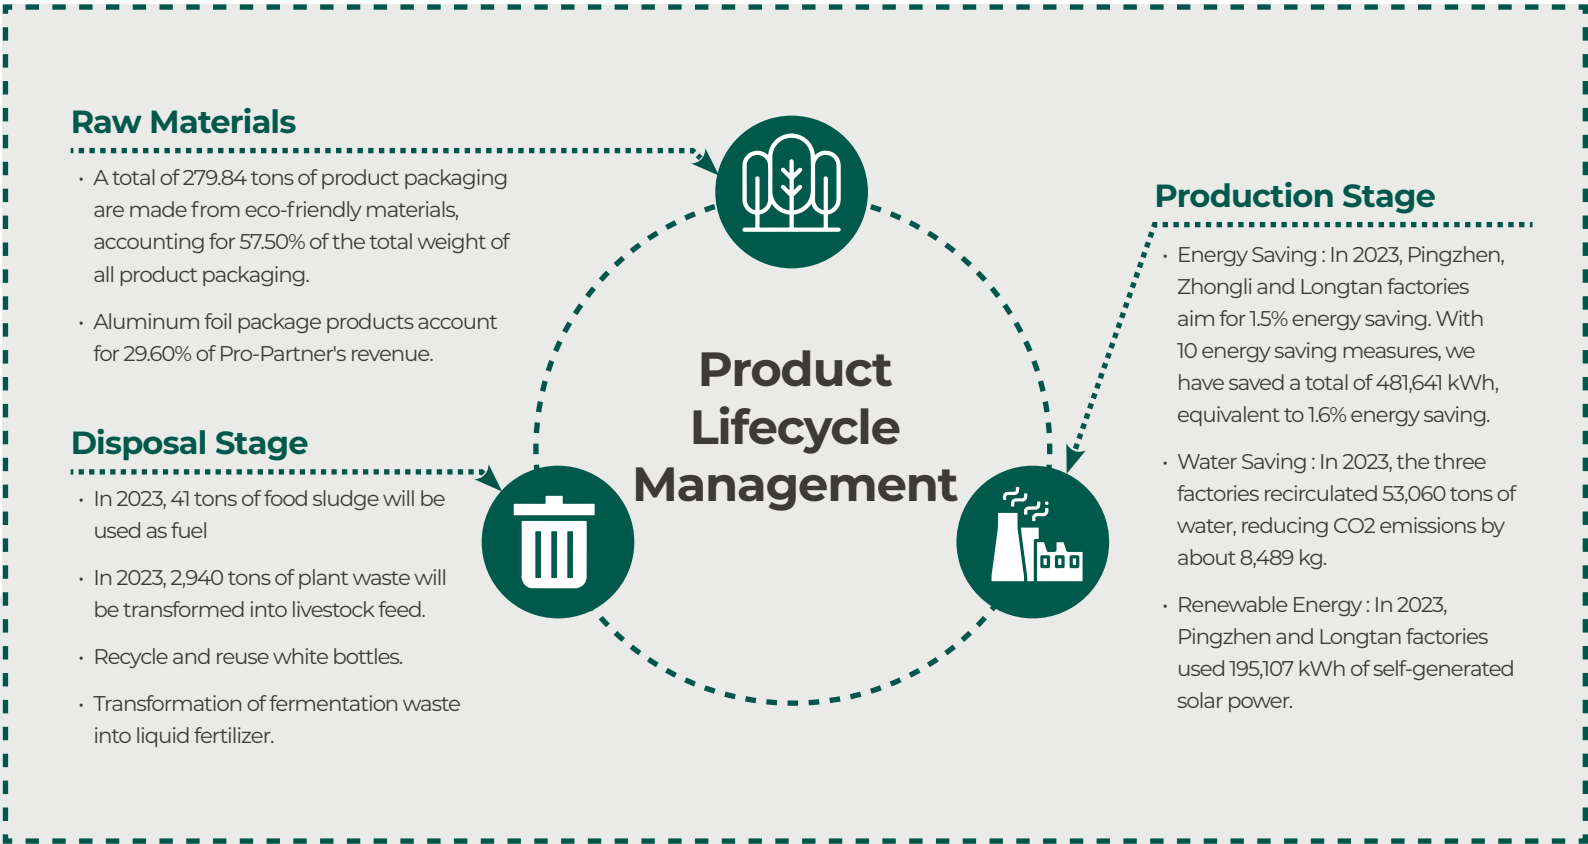 Raw Materials
· A total of 279.84 tons of product packaging
are made from eco-friendly materials,
accounting for 57.50% of the total weight of
all product packaging.
· Aluminum foil package products account
for 29.60% of Pro-Partner's revenue.
Disposal Stage
· In 2023, 41 tons of food sludge will be
used as fuel
· In 2023, 2,940 tons of plant waste will
be transformed into livestock feed.
· Recycle and reuse white bottles.
· Transformation of fermentation waste
into liquid fertilizer.
Product
Lifecycle
Management
Production Stage
· Energy Saving : In 2023, Pingzhen,
Zhongli and Longtan factories
aim for 1.5% energy saving. With
10 energy saving measures, we
have saved a total of 481,641 kWh,
equivalent to 1.6% energy saving.
· Water Saving : In 2023, the three
factories recirculated 53,060 tons of
water, reducing CO2 emissions by
about 8,489 kg.
· Renewable Energy : In 2023,
Pingzhen and Longtan factories
used 195,107 kWh of self-generated
solar power.